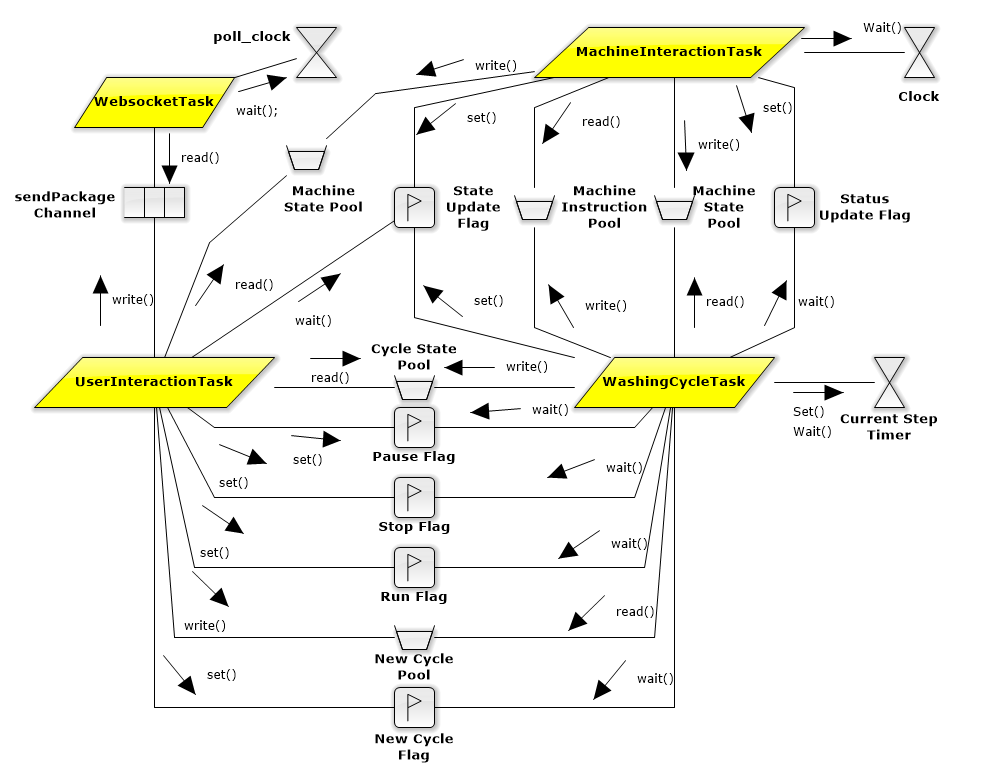 poll_clock
Wait()
MachineInteractionTask
write()
WebsocketTask
Clock
wait();
set()
read()
set()
write()
read()
Machine
State Pool
sendPackage
Channel
State
Update
Flag
Machine
Instruction
Pool
Machine
State
Pool
Status
Update Flag
write()
read()
wait()
set()
write()
read()
wait()
Cycle State
Pool
read()
write()
UserInteractionTask
WashingCycleTask
wait()
Set()
Wait()
Current Step
Timer
Pause Flag
set()
set()
wait()
Stop Flag
set()
wait()
Run Flag
write()
read()
New Cycle
Pool
set()
wait()
New Cycle
Flag